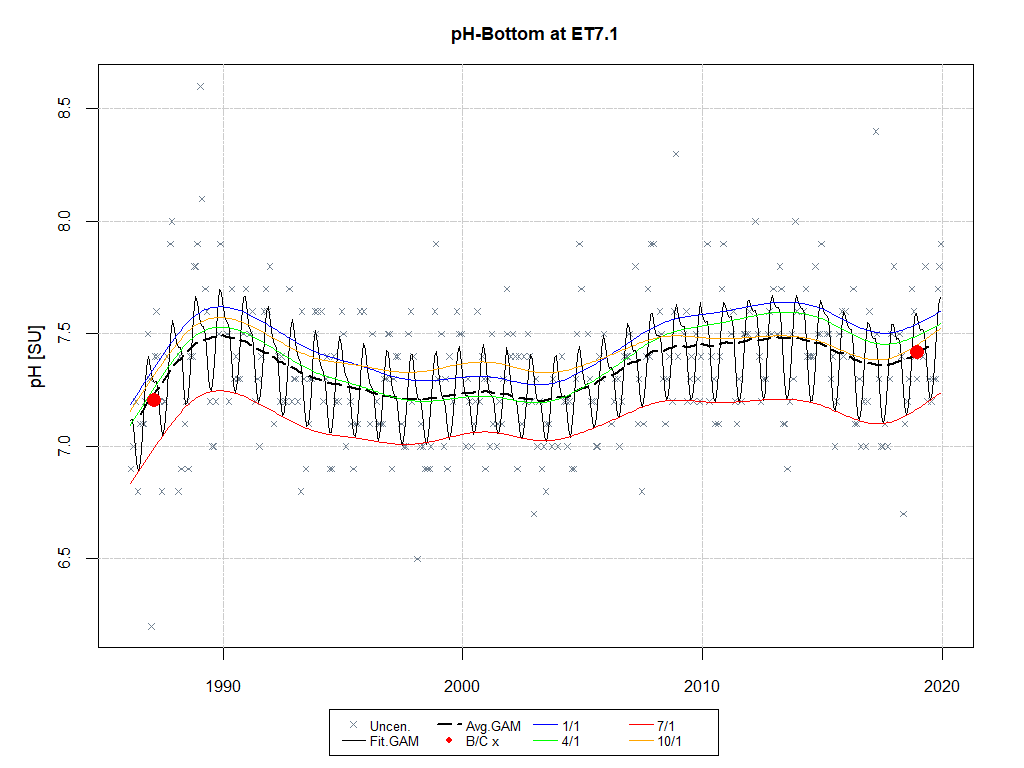 pH-Bottom at ET7.1
pH [SU]
8.5
8.0
7.5
7.0
6.5
1990 2000 2010 2020
Uncen. Avg.GAM 1/1 7/1
Fit.GAM B/C x 4/1 10/1